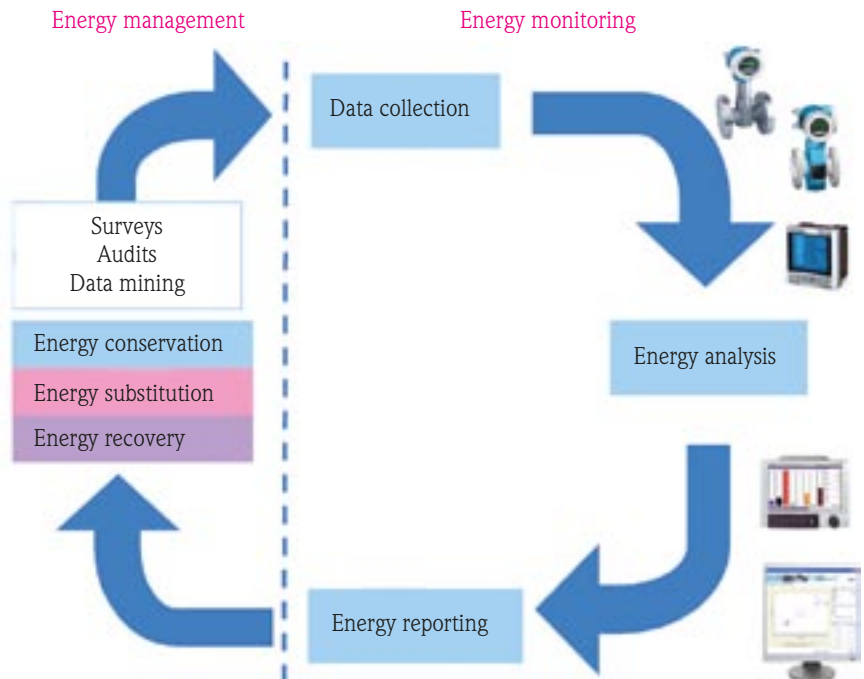 Energy management
Energy monitoring
Data collection
Surveys
Audits
Data mining
Energy conservation
Energy substitution
Energy recovery
Energy analysis
Energy reporting